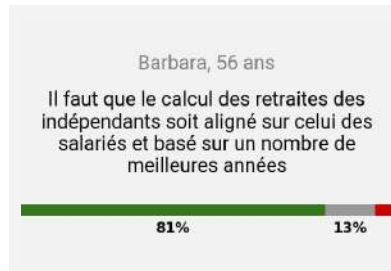 Barbara, 56 ans
Il faut que le calcul des retraites des
indépendants soit aligné sur celui des
salariés et basé sur un nombre de
meilleures années
81%
13%